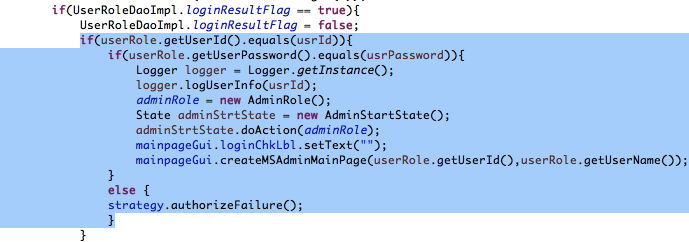 if(UserRoleDaoImpl.loginResultFlag == true){
UserRoleDaoImpl.loginResultFlag = false;
if(userRole.getUserId().equals(usrId)){
if(userRole.getUserPassword().equals(usrPassword)){
Logger logger = Logger.getInstance();
logger.logUserInfo(usrId);
adminRole = new AdminRole();
State adminStrtState = new AdminStartState();
adminStrtState.doAction(adminRole);
mainpageGui.loginChkLbl.setText("");
mainpageGui.createMSAdminMainPage(userRole.getUserId(),userRole.getUserName());
}
else {
strategy.authorizeFailure();
}
}